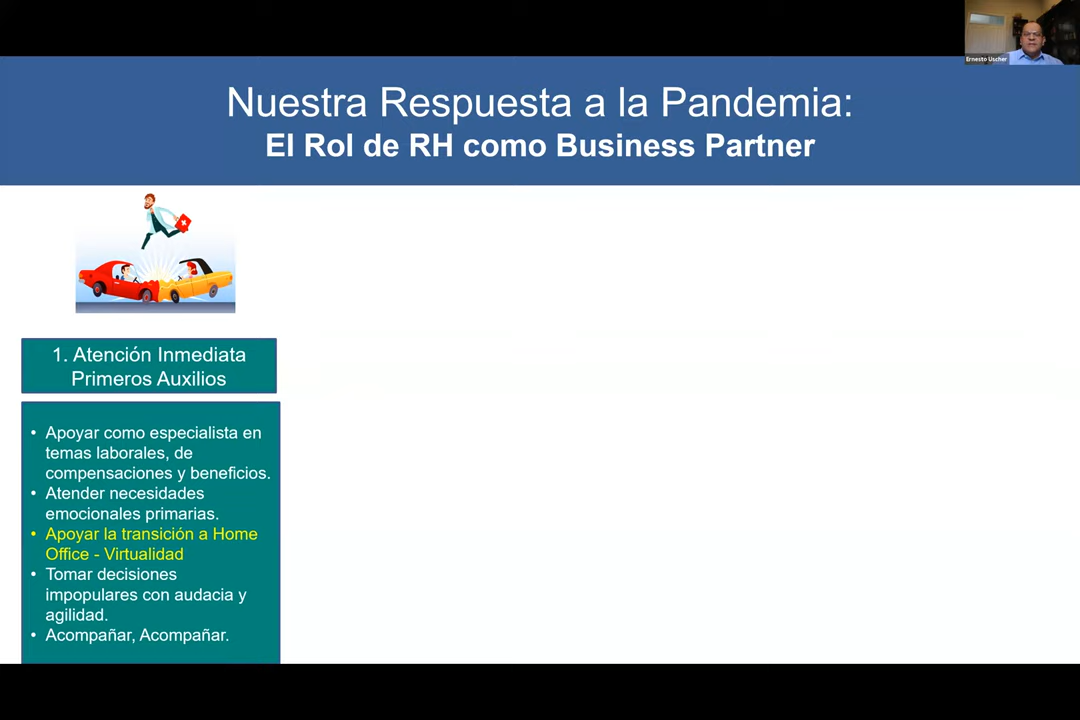 Ernesto Uscher
Nuestra Respuesta a la Pandemia:
El Rol de RH como Business Partner
1. Atención Inmediata
Primeros Auxilios
• Apoyar como especialista en
temas laborales, de
compensaciones y beneficios.
• Atender necesidades
emocionales primarias.
• Apoyar la transición a Home
Office - Virtualidad
• Tomar decisiones
impopulares con audacia y
agilidad.
• Acompañar, Acompañar.